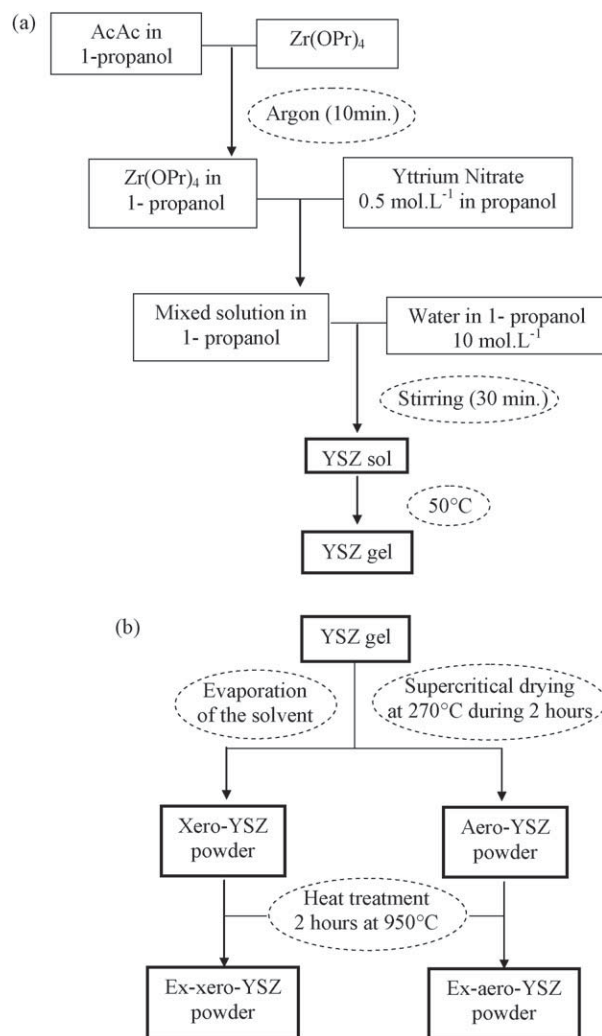 (a)
AcAc in
1-propanol
Zr(OPr)4
Argon (10min.)
Zr(OPr)4 in
1- propanol
Yttrium Nitrate
0.5 mol.L-1 in propanol
Mixed solution in
1- propanol
Water in 1- propanol
10 mol.L-1
Stirring (30 min.)
YSZ sol
50°C
YSZ gel
(b)
YSZ gel
Evaporation
of the solvent
Supercritical drying
at 270°C during 2 hours
Xero-YSZ
powder
Aero-YSZ
powder
Heat treatment
2 hours at 950°C
Ex-xero-YSZ
powder
Ex-aero-YSZ
powder